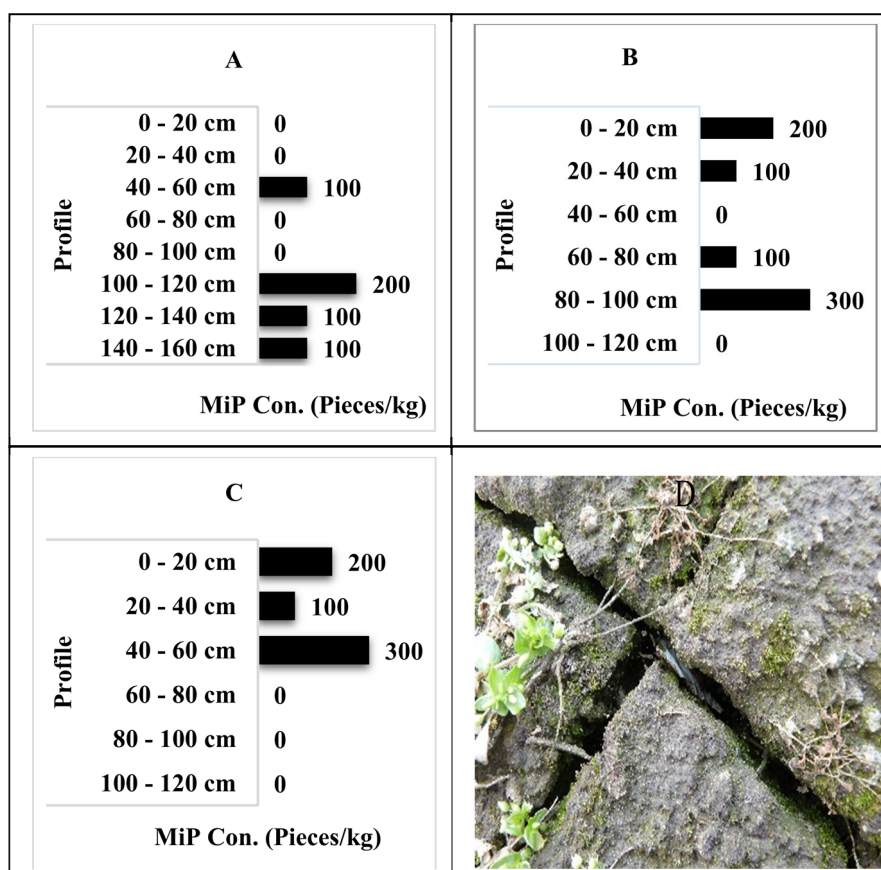 A
Profile
0 - 20 cm 0
20 - 40 cm 0
40 - 60 cm 100
60 - 80 cm 0
80 - 100 cm 0
100 - 120 cm 200
120 - 140 cm 100
140 - 160 cm 100
MiP Con. (Pieces/kg)
B
Profile
0 - 20 cm 200
20 - 40 cm 100
40 - 60 cm 0
60 - 80 cm 100
80 - 100 cm 300
100 - 120 cm 0
MiP Con. (Pieces/kg)
C
Profile
0 - 20 cm 200
20 - 40 cm 100
40 - 60 cm 300
60 - 80 cm 0
80 - 100 cm 0
100 - 120 cm 0
MiP Con. (Pieces/kg)
D